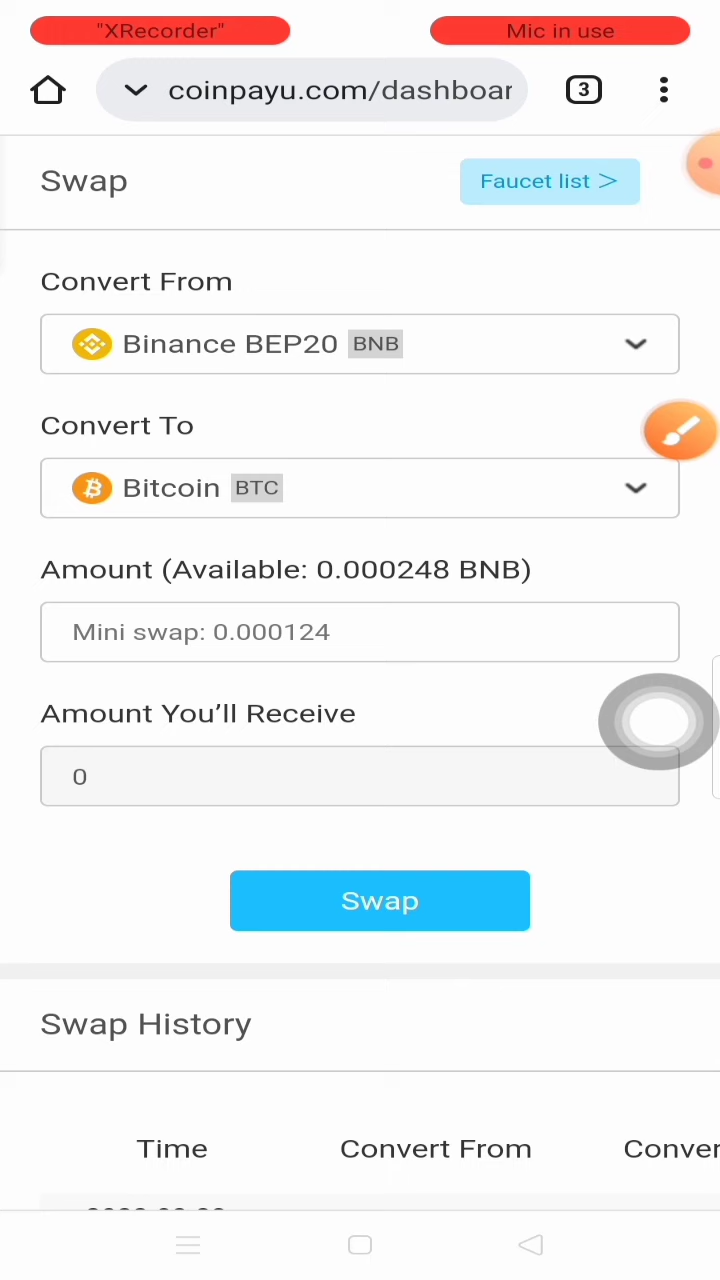 "XRecorder" Mic in use
coinpayu.com/dashboar 3
Swap Faucet list >
Convert From
Binance BEP20 BNB
Convert To
Bitcoin BTC
Amount (Available: 0.000248 BNB)
Mini swap: 0.000124
Amount You’ll Receive
0
Swap
Swap History
Time Convert From Conver